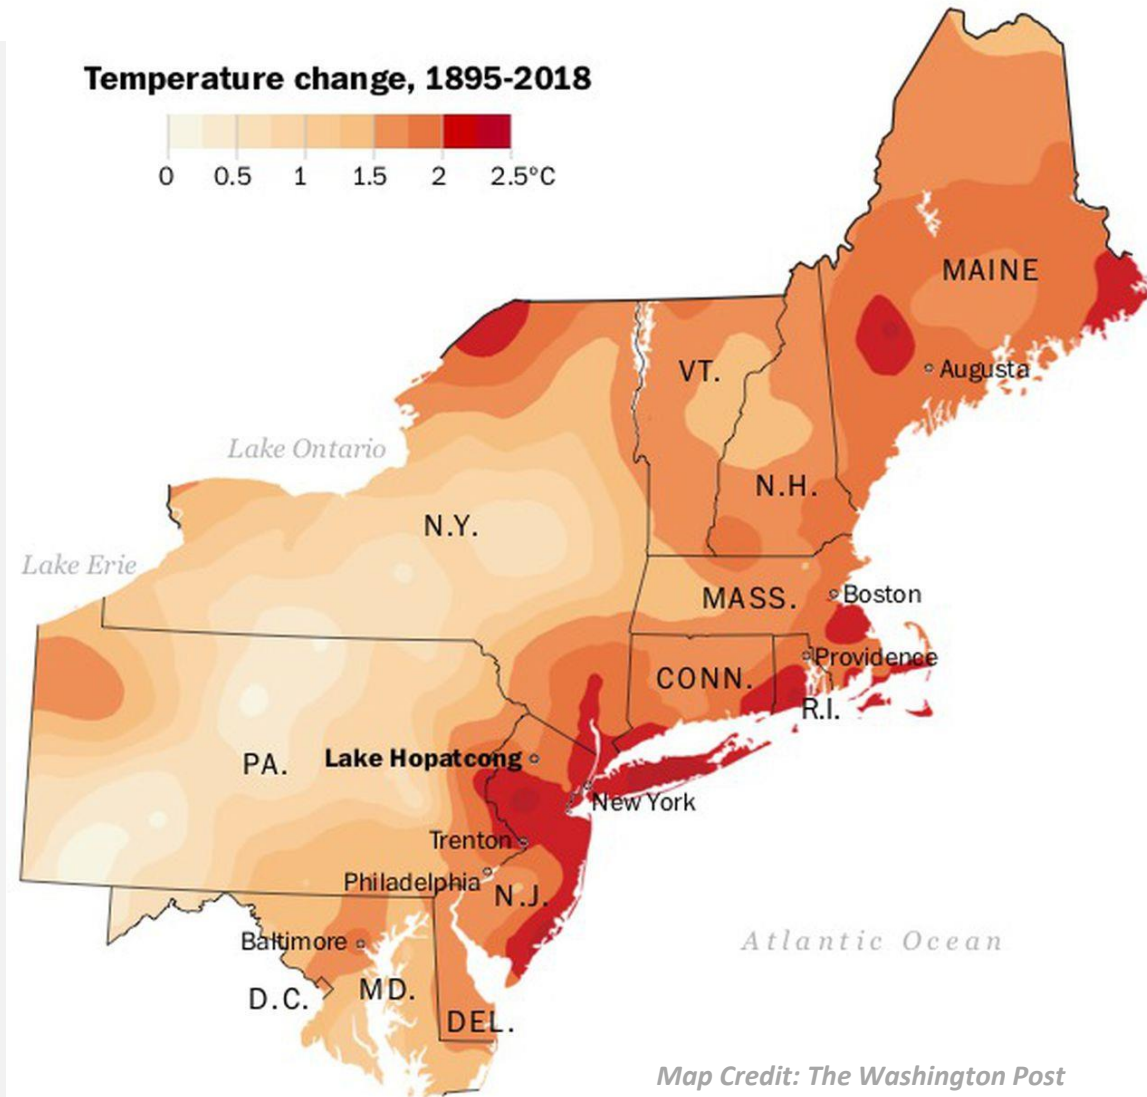 Temperature change, 1895-2018
0 0.5 1 1.5 2 2.5°C
MAINE
Augusta
VT.
Lake Ontario
N.H.
N.Y.
Lake Erie
MASS.
Boston
Providence
CONN.
R.I.
PA.
Lake Hopatcong
New York
Trenton
Philadelphia
N.J.
Baltimore
Atlantic Ocean
D.C.
MD.
DEL.
Map Credit: The Washington Post